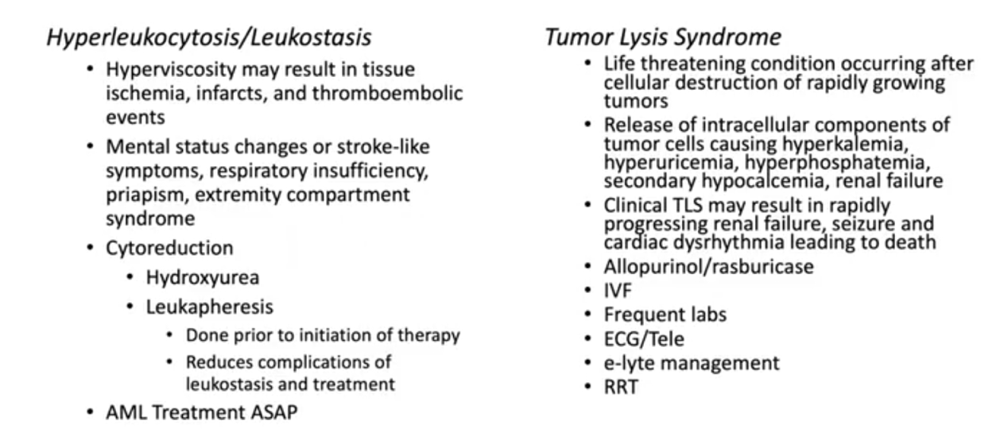 Hyperleukocytosis/Leukostasis
• Hyperviscosity may result in tissue
ischemia, infarcts, and thromboembolic
events
• Mental status changes or stroke-like
symptoms, respiratory insufficiency,
priapism, extremity compartment
syndrome
• Cytoreduction
• Hydroxyurea
• Leukapheresis
• Done prior to initiation of therapy
• Reduces complications of
leukostasis and treatment
• AML Treatment ASAP
Tumor Lysis Syndrome
• Life threatening condition occurring after
cellular destruction of rapidly growing
tumors
• Release of intracellular components of
tumor cells causing hyperkalemia,
hyperuricemia, hyperphosphatemia,
secondary hypocalcemia, renal failure
• Clinical TLS may result in rapidly
progressing renal failure, seizure and
cardiac dysrhythmia leading to death
• Allopurinol/rasburicase
• IVF
• Frequent labs
• ECG/Tele
• e-lyte management
• RRT